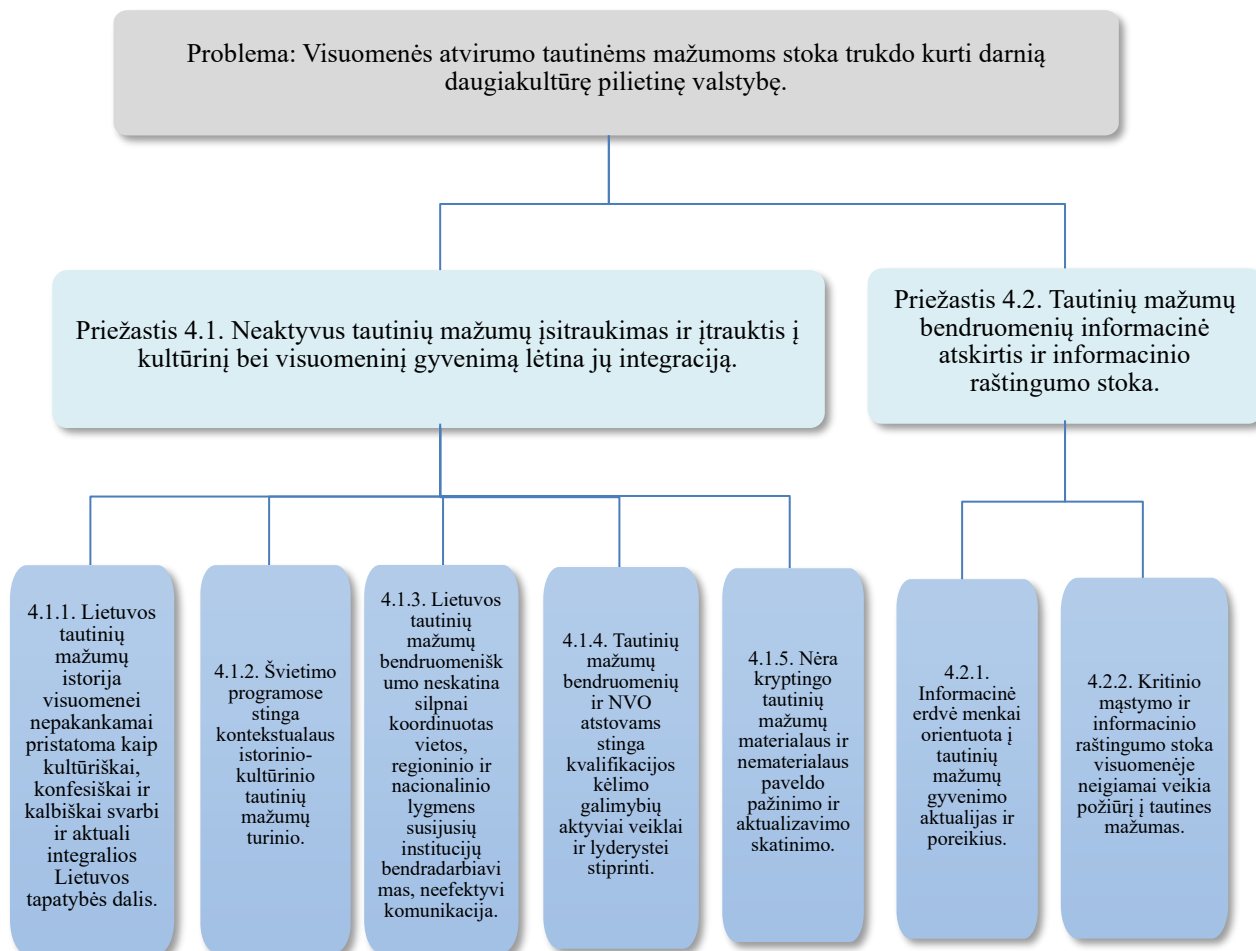 Problema: Visuomenės atvirumo tautinėms mažumoms stoka trukdo kurti darnią
daugiakultūrę pilietinę valstybę.
Priežastis 4.1. Neaktyvus tautinių mažumų įsitraukimas ir įtrauktis į
kultūrinį bei visuomeninį gyvenimą lėtina jų integraciją.
Priežastis 4.2. Tautinių mažumų
bendruomenių informacinė
atskirtis ir informacinio
raštingumo stoka.
4.1.1. Lietuvos
tautinių
mažumų
istorija
visuomenei
nepakankamai
pristatoma kaip
kultūriškai,
konfesiškai ir
kalbiškai svarbi
ir aktuali
integralios
Lietuvos
tapatybės dalis.
4.1.2. Švietimo
programose
stinga
kontekstualaus
istorinio-
kultūrinio
tautinių
mažumų
turinio.
4.1.3. Lietuvos
tautinių
mažumų
bendruomenišk
umo neskatina
silpnai
koordinuotas
vietos,
regioninio ir
nacionalinio
lygmens
susijusių
institucijų
bendradarbiavi
mas, neefektyvi
komunikacija.
4.1.4. Tautinių
mažumų
bendruomenių
ir NVO
atstovams
stinga
kvalifikacijos
kėlimo
galimybių
aktyviai veiklai
ir lyderystei
stiprinti.
4.1.5. Nėra
kryptingo
tautinių
mažumų
materialaus ir
nematerialaus
paveldo
pažinimo ir
aktualizavimo
skatinimo.
4.2.1.
Informacinė
erdvė menkai
orientuota į
tautinių
mažumų
gyvenimo
aktualijas ir
poreikius.
4.2.2. Kritinio
mąstymo ir
informacinio
raštingumo stoka
visuomenėje
neigiamai veikia
požiūrį į tautines
mažumas.